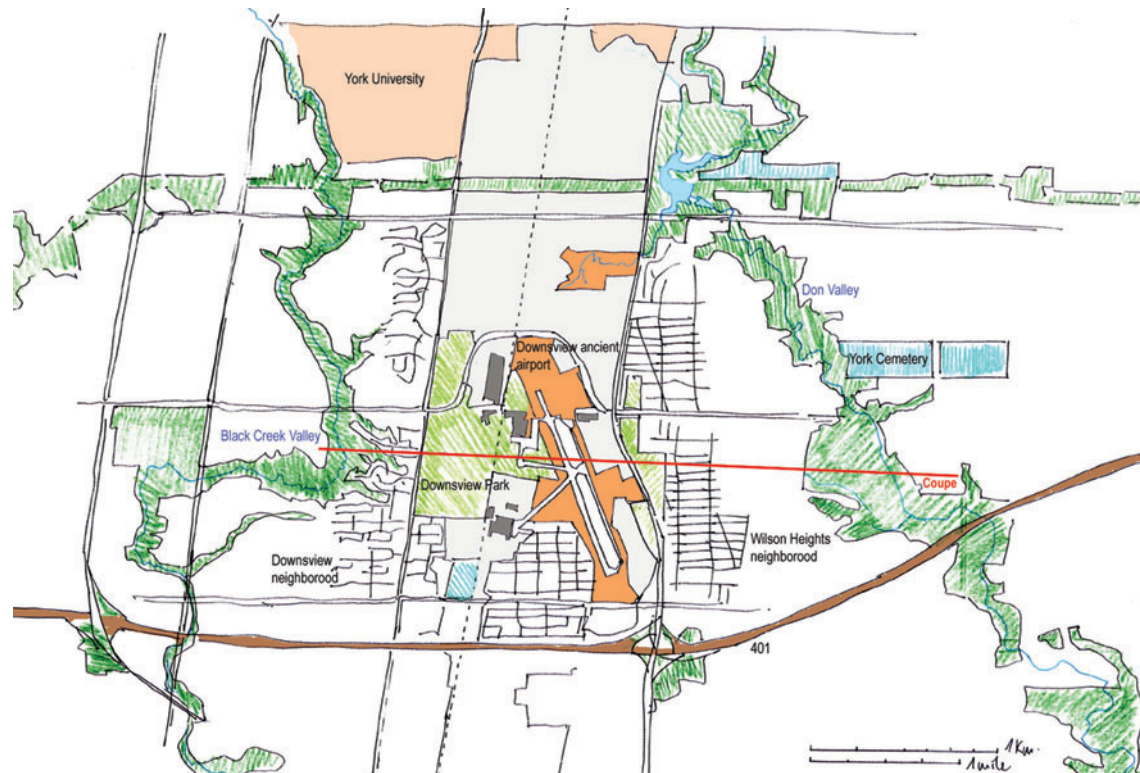 York University
Don Valley
Downsview ancient
airport
York Cemetery
Black Creek Valley
Downsview Park
Coupe
Downsview
neighborood
Wilson Heights
neighborood
401
1 Km.
1 mile